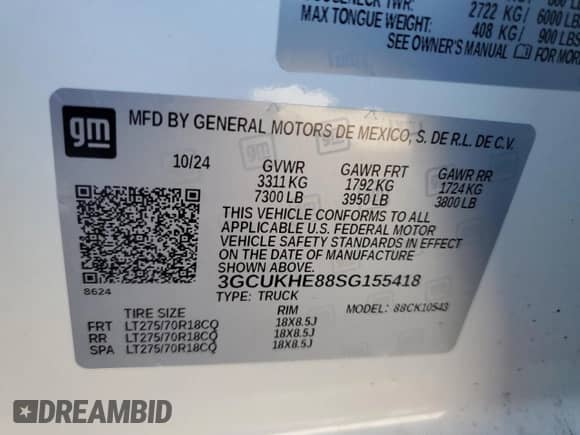 2722 KG/ 6000 LB
MAX TONGUE WEIGHT: 408 KG/ 900 LBS
SEE OWNER'S MANUAL FOR MORE
gm
MFD BY GENERAL MOTORS DE MEXICO, S. DE R.L. DE C.V.
10/24 GVWR GAWR FRT GAWR RR
3311 KG 1792 KG 1724 KG
7300 LB 3950 LB 3800 LB
THIS VEHICLE CONFORMS TO ALL
APPLICABLE U.S. FEDERAL MOTOR
VEHICLE SAFETY STANDARDS IN EFFECT
ON THE DATE OF MANUFACTURE
SHOWN ABOVE.
8624
3GCUKHE88SG155418
TYPE: TRUCK MODEL: 88CK10543
TIRE SIZE RIM
FRT LT275/70R18CQ 18X8.5J
RR LT275/70R18CQ 18X8.5J
SPA LT275/70R18CQ 18X8.5J
DREAMBID